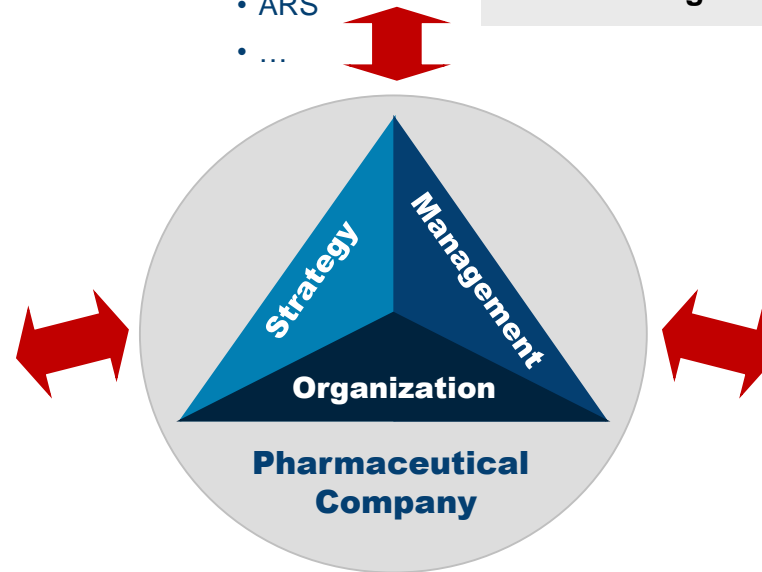 • ARS
• …
Strategy
Management
Organization
Pharmaceutical
Company